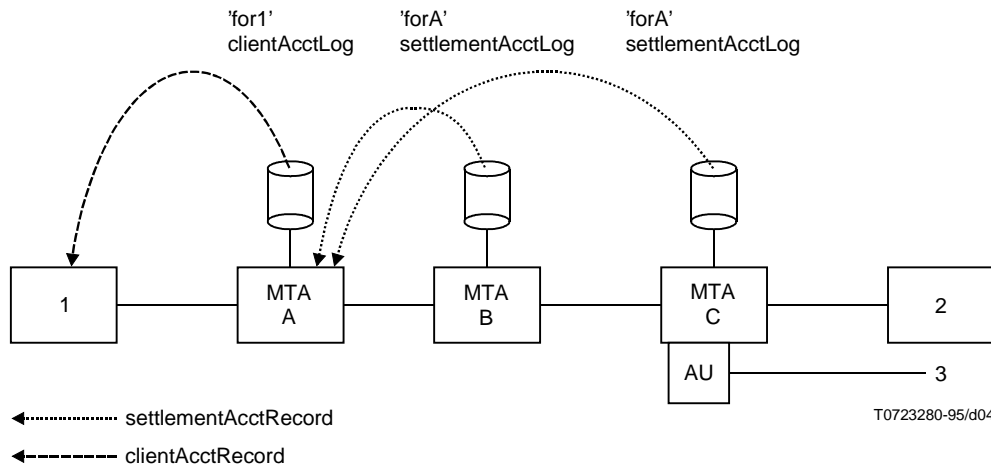 'for1'
clientAcctLog
'forA'
settlementAcctLog
'forA'
settlementAcctLog
1
MTA
A
MTA
B
MTA
C
2
AU
3
settlementAcctRecord
T0723280-95/d04
clientAcctRecord